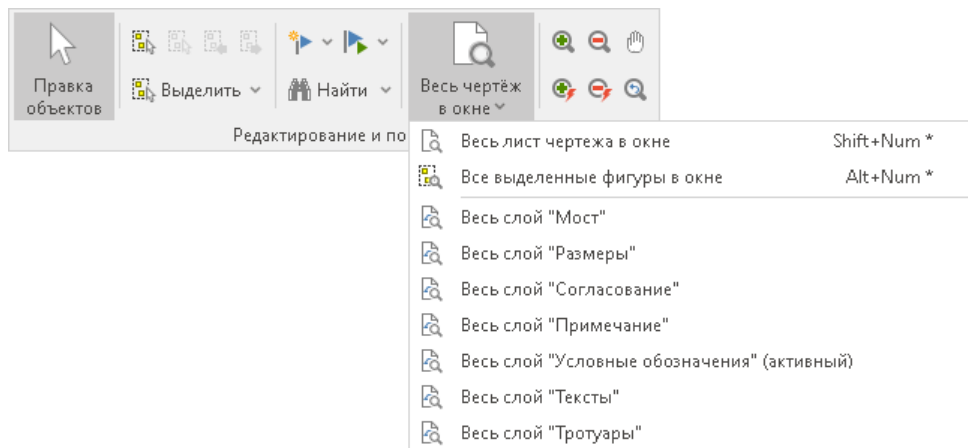 Правка
объектов
Выделить
Найти
Весь чертёж
в окне
Редактирование и по
Весь лист чертежа в окне Shift+Num *
Все выделенные фигуры в окне Alt+Num *
Весь слой "Мост"
Весь слой "Размеры"
Весь слой "Согласование"
Весь слой "Примечание"
Весь слой "Условные обозначения" (активный)
Весь слой "Тексты"
Весь слой "Тротуары"